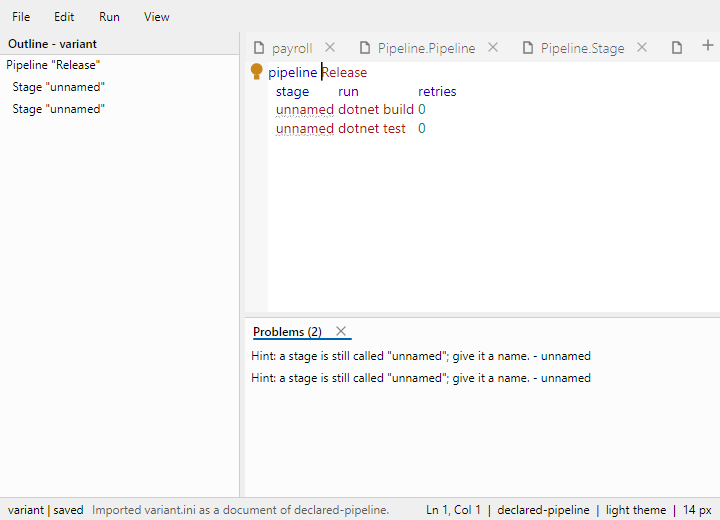 File Edit Run View
Outline - variant
Pipeline "Release"
Stage "unnamed"
Stage "unnamed"
payroll Pipeline.Pipeline Pipeline.Stage
pipeline Release
stage run retries
unnamed dotnet build 0
unnamed dotnet test 0
Problems (2)
Hint: a stage is still called "unnamed"; give it a name. - unnamed
Hint: a stage is still called "unnamed"; give it a name. - unnamed
variant | saved Imported variant.ini as a document of declared-pipeline. Ln 1, Col 1 | declared-pipeline | light theme | 14 px